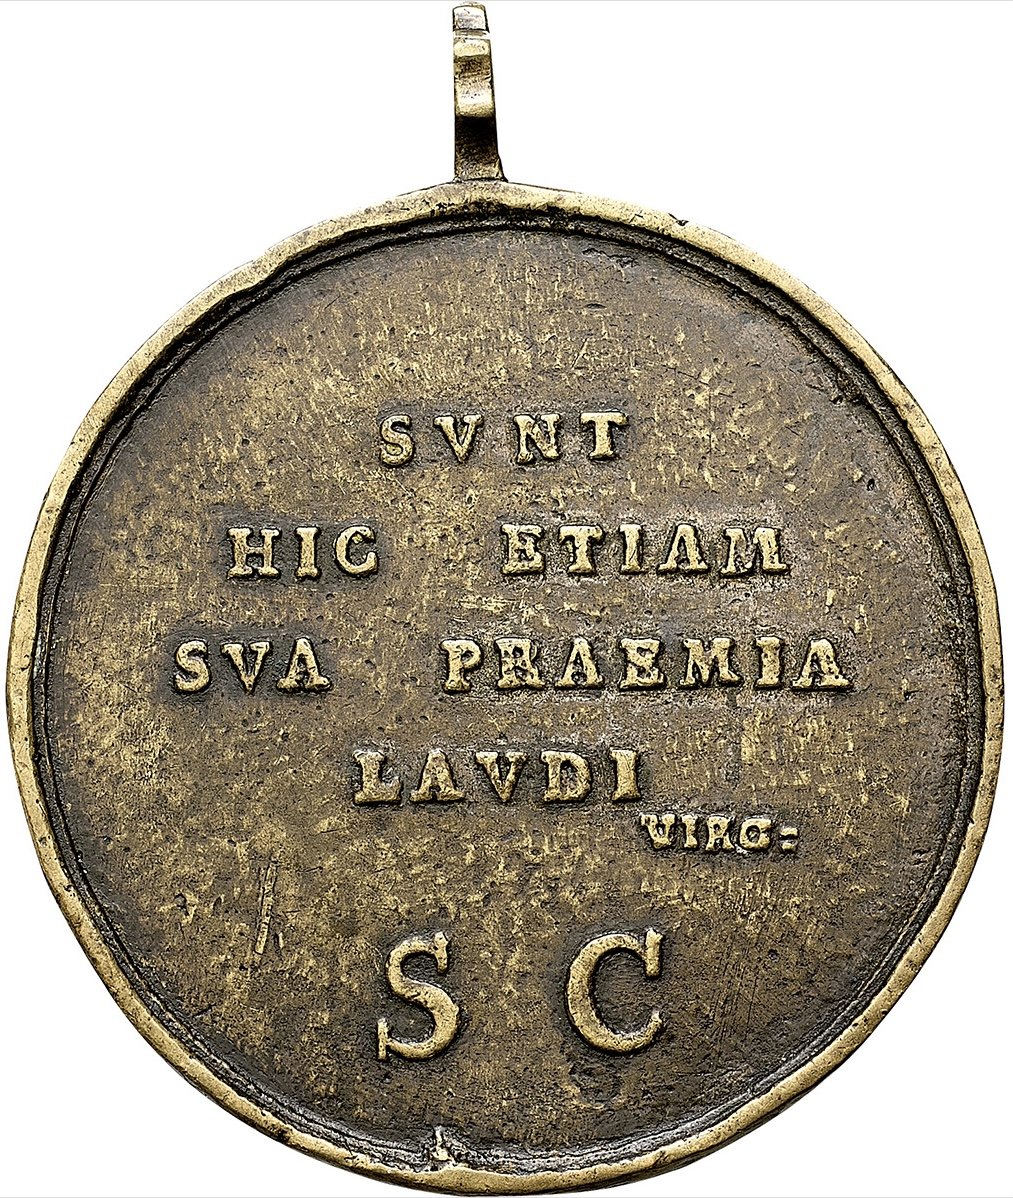 SVNT
HIC ETIAM
SVA PRAEMIA
LAVDI
VIRG:
S C